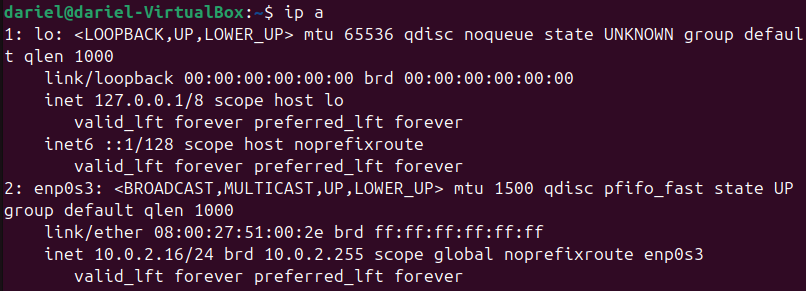 dariel@dariel-VirtualBox:~$ ip a
1: lo: <LOOPBACK,UP,LOWER_UP> mtu 65536 qdisc noqueue state UNKNOWN group defaul
t qlen 1000
    link/loopback 00:00:00:00:00:00 brd 00:00:00:00:00:00
    inet 127.0.0.1/8 scope host lo
       valid_lft forever preferred_lft forever
    inet6 ::1/128 scope host noprefixroute
       valid_lft forever preferred_lft forever
2: enp0s3: <BROADCAST,MULTICAST,UP,LOWER_UP> mtu 1500 qdisc pfifo_fast state UP
group default qlen 1000
    link/ether 08:00:27:51:00:2e brd ff:ff:ff:ff:ff:ff
    inet 10.0.2.16/24 brd 10.0.2.255 scope global noprefixroute enp0s3
       valid_lft forever preferred_lft forever